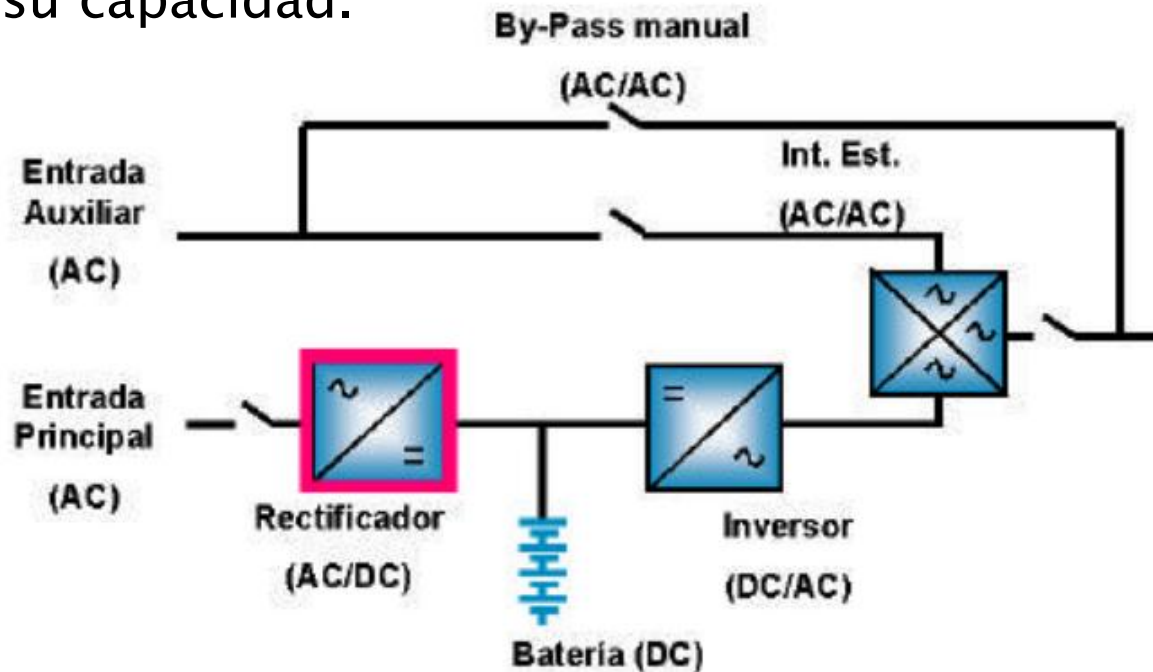 su capacidad.
By-Pass manual
(AC/AC)
Int. Est.
(AC/AC)
Entrada
Auxiliar
(AC)
Entrada
Principal
(AC)
Rectificador
(AC/DC)
Inversor
(DC/AC)
Batería (DC)